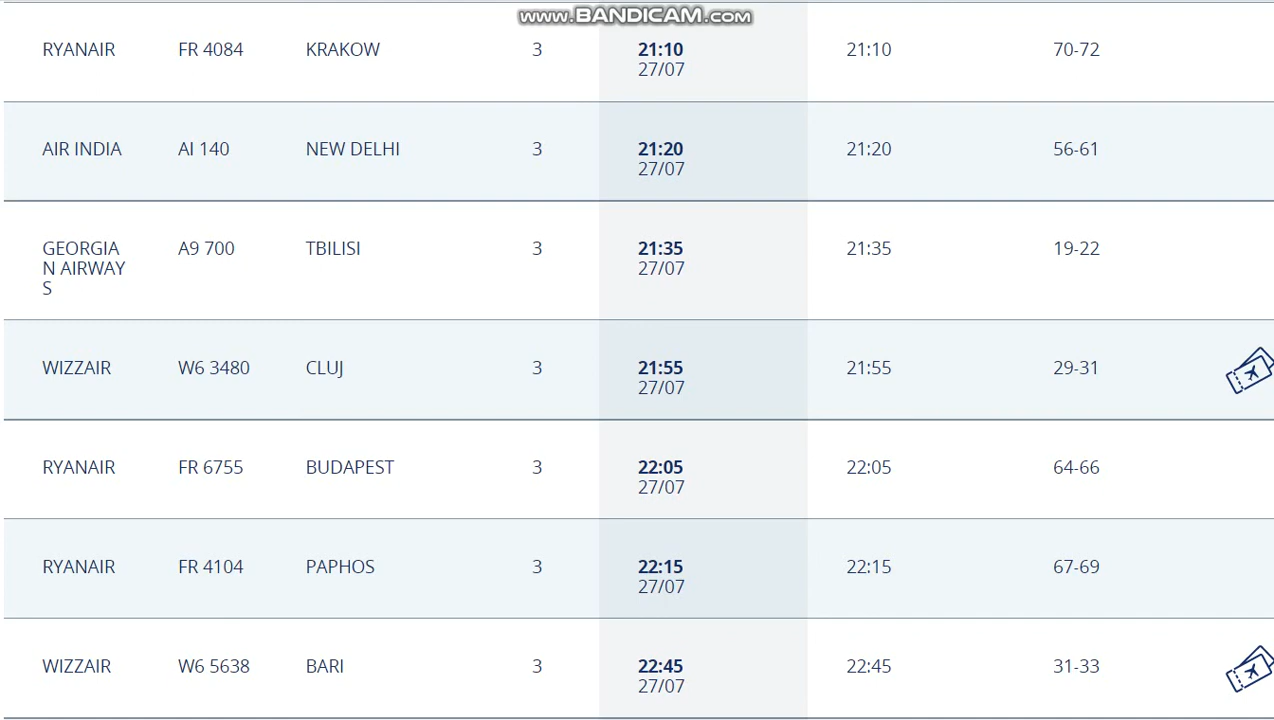 www.BANDICAM.com
RYANAIR FR 4084 KRAKOW 3 21:10 21:10 70-72
27/07
AIR INDIA AI 140 NEW DELHI 3 21:20 21:20 56-61
27/07
GEORGIA A9 700 TBILISI 3 21:35 21:35 19-22
N AIRWAY 27/07
S
WIZZAIR W6 3480 CLUJ 3 21:55 21:55 29-31
27/07
RYANAIR FR 6755 BUDAPEST 3 22:05 22:05 64-66
27/07
RYANAIR FR 4104 PAPHOS 3 22:15 22:15 67-69
27/07
WIZZAIR W6 5638 BARI 3 22:45 22:45 31-33
27/07